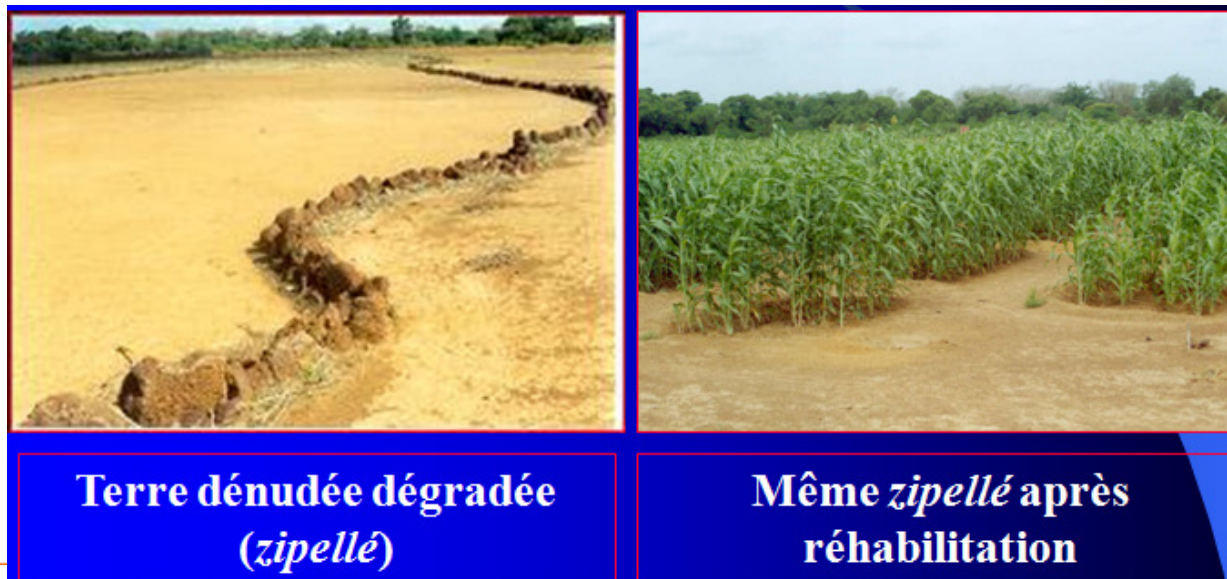 Terre dénudée dégradée
(zipellé)
Même zipellé après
réhabilitation